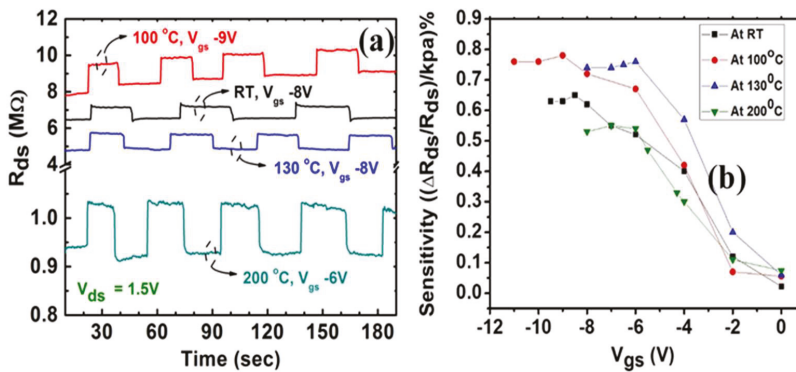 (a)
100 °C, Vgs -9V
RT, Vgs -8V
130 °C, Vgs -8V
200 °C, Vgs -6V
Vds = 1.5V
12
11
10
9
8
7
6
5
4
1.0
0.9
0.8
30
60
90
120
150
180
Rds (MΩ)
Time (sec)
(b)
At RT
At 100°C
At 130°C
At 200°C
0.9
0.8
0.7
0.6
0.5
0.4
0.3
0.2
0.1
0.0
-12
-10
-8
-6
-4
-2
0
Sensitivity ((ΔRds/Rds)/kpa)%
Vgs (V)